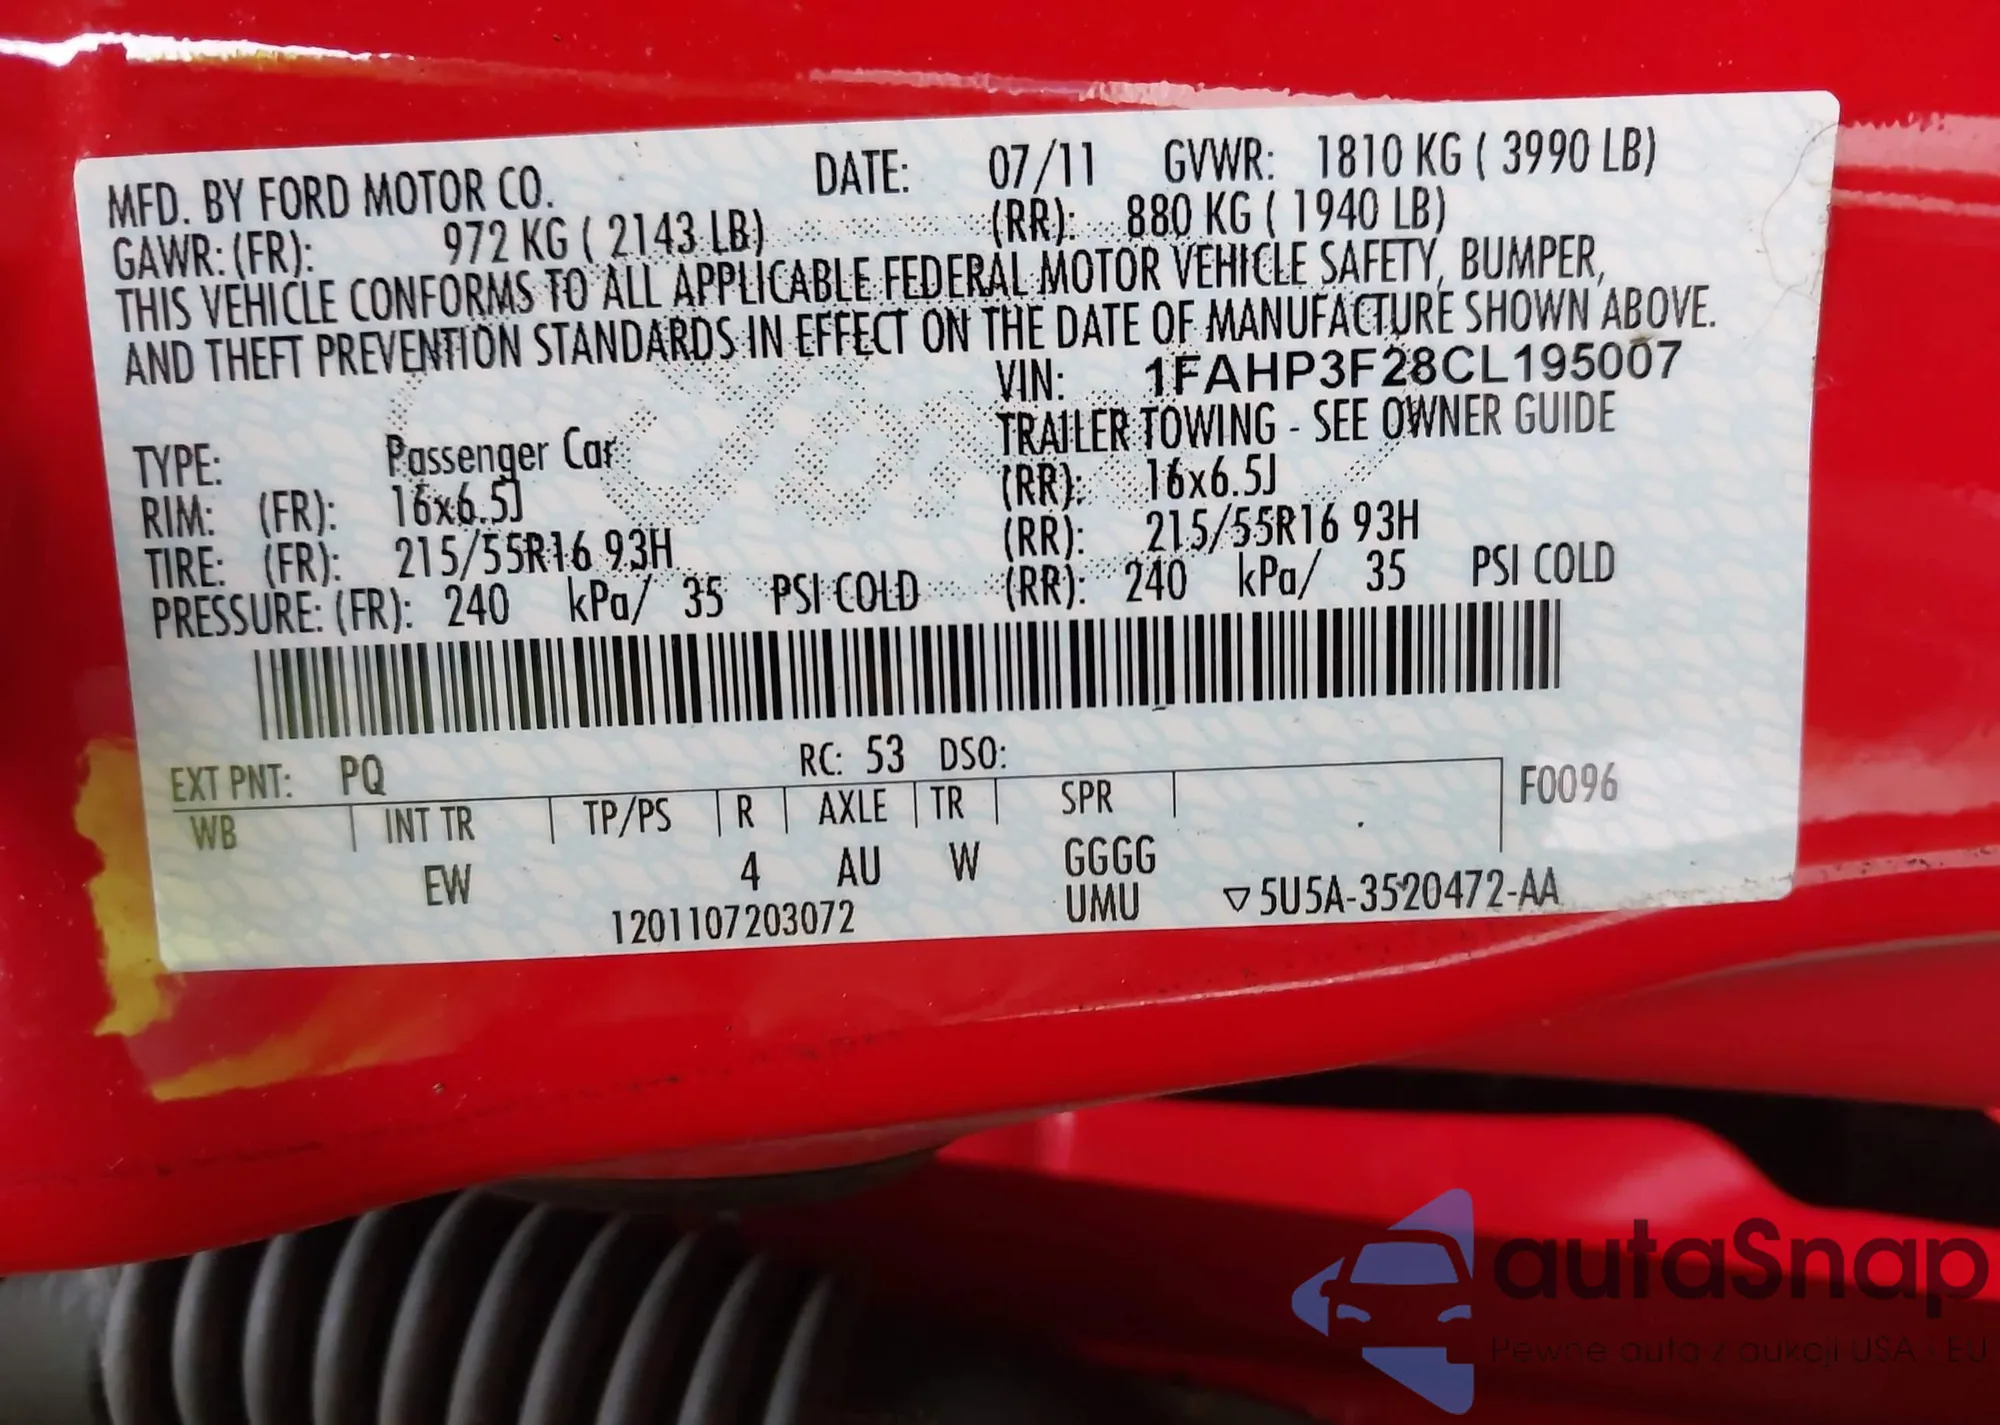 MFD. BY FORD MOTOR CO. DATE: 07/11 GVWR: 1810 KG ( 3990 LB)
GAWR: (FR): 972 KG ( 2143 LB) (RR): 880 KG ( 1940 LB)
THIS VEHICLE CONFORMS TO ALL APPLICABLE FEDERAL MOTOR VEHICLE SAFETY, BUMPER,
AND THEFT PREVENTION STANDARDS IN EFFECT ON THE DATE OF MANUFACTURE SHOWN ABOVE.
VIN: 1FAHP3F28CL195007
TYPE: Passenger Car TRAILER TOWING - SEE OWNER GUIDE
RIM: (FR): 16x6.5J (RR): 16x6.5J
TIRE: (FR): 215/55R16 93H (RR): 215/55R16 93H
PRESSURE: (FR): 240 kPa/ 35 PSI COLD (RR): 240 kPa/ 35 PSI COLD
EXT PNT: PQ RC: 53 DSO: F0096
WB INT TR TP/PS R AXLE TR SPR
EW 4 AU W GGGG
1201107203072 UMU ▽5U5A-3520472-AA
autaSnap
Pewne auto z aukcji USA - EU